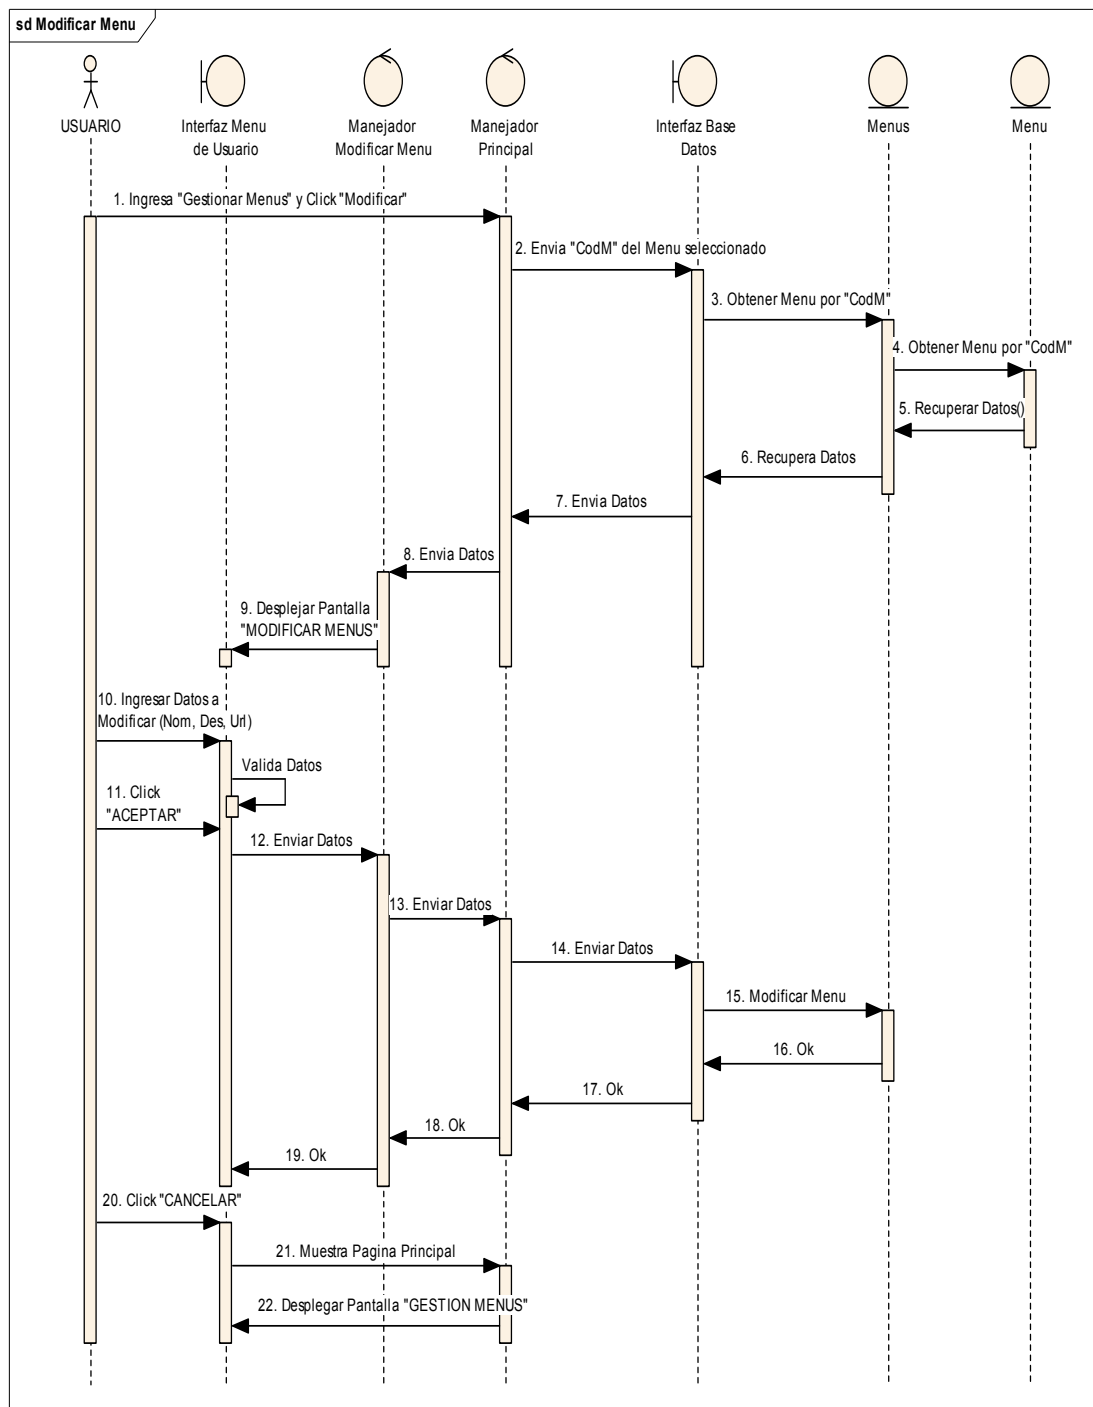 sd Modificar Menu
USUARIO
Interfaz Menu
de Usuario
Manejador
Modificar Menu
Manejador
Principal
Interfaz Base
Datos
Menus
Menu
1. Ingresa "Gestionar Menus" y Click "Modificar"
2. Envia "CodM" del Menu seleccionado
3. Obtener Menu por "CodM"
4. Obtener Menu por "CodM"
5. Recuperar Datos()
6. Recupera Datos
7. Envia Datos
8. Envia Datos
9. Desplejar Pantalla
"MODIFICAR MENUS"
10. Ingresar Datos a
Modificar (Nom, Des, Url)
Valida Datos
11. Click
"ACEPTAR"
12. Enviar Datos
13. Enviar Datos
14. Enviar Datos
15. Modificar Menu
16. Ok
17. Ok
18. Ok
19. Ok
20. Click "CANCELAR"
21. Muestra Pagina Principal
22. Desplegar Pantalla "GESTION MENUS"